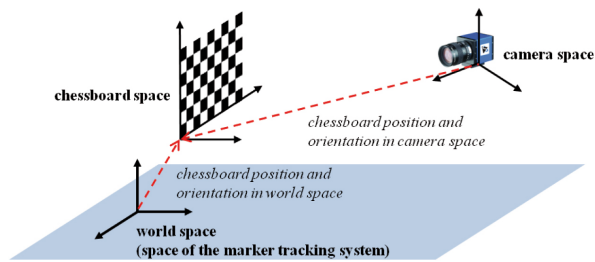 camera space
chessboard space
chessboard position and
orientation in camera space
chessboard position and
orientation in world space
world space
(space of the marker tracking system)